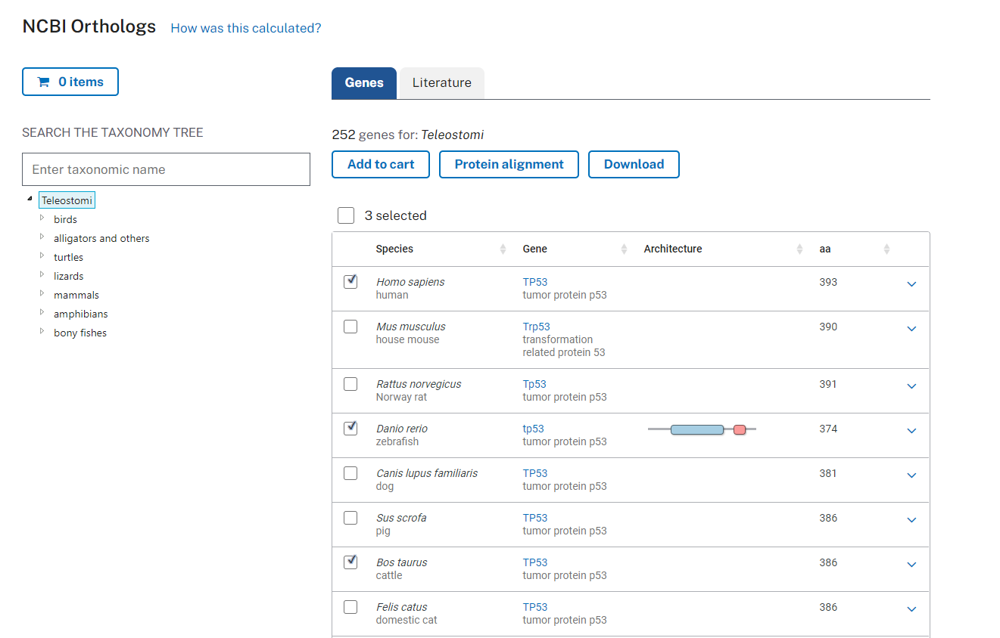 NCBI Orthologs How was this calculated?
0 items
Genes Literature
SEARCH THE TAXONOMY TREE
Enter taxonomic name
Teleostomi
birds
alligators and others
turtles
lizards
mammals
amphibians
bony fishes
252 genes for: Teleostomi
Add to cart Protein alignment Download
3 selected
Species Gene Architecture aa
Homo sapiens TP53 393
human tumor protein p53
Mus musculus Trp53 390
house mouse transformation
related protein 53
Rattus norvegicus Tp53 391
Norway rat tumor protein p53
Danio rerio tp53 374
zebrafish tumor protein p53
Canis lupus familiaris TP53 381
dog tumor protein p53
Sus scrofa TP53 386
pig tumor protein p53
Bos taurus TP53 386
cattle tumor protein p53
Felis catus TP53 386
domestic cat tumor protein p53